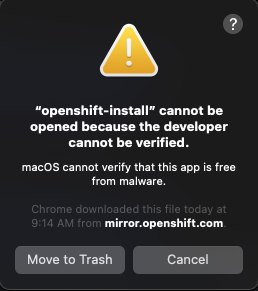 ?
“openshift-install” cannot be
opened because the developer
cannot be verified.
macOS cannot verify that this app is free
from malware.
Chrome downloaded this file today at
9:14 AM from mirror.openshift.com.
Move to Trash
Cancel